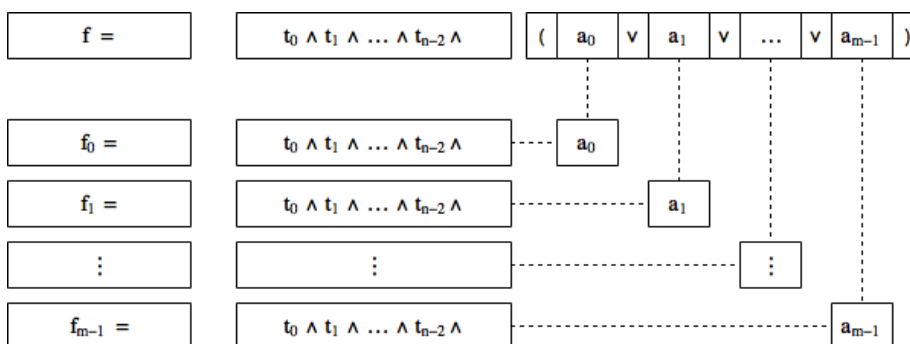 f = t₀ ∧ t₁ ∧ … ∧ tₙ₋₂ ∧ ( a₀ ∨ a₁ ∨ … ∨ aₘ₋₁ )
f₀ = t₀ ∧ t₁ ∧ … ∧ tₙ₋₂ ∧ a₀
f₁ = t₀ ∧ t₁ ∧ … ∧ tₙ₋₂ ∧ a₁
⋮ ⋮ ⋮
fₘ₋₁ = t₀ ∧ t₁ ∧ … ∧ tₙ₋₂ ∧ aₘ₋₁